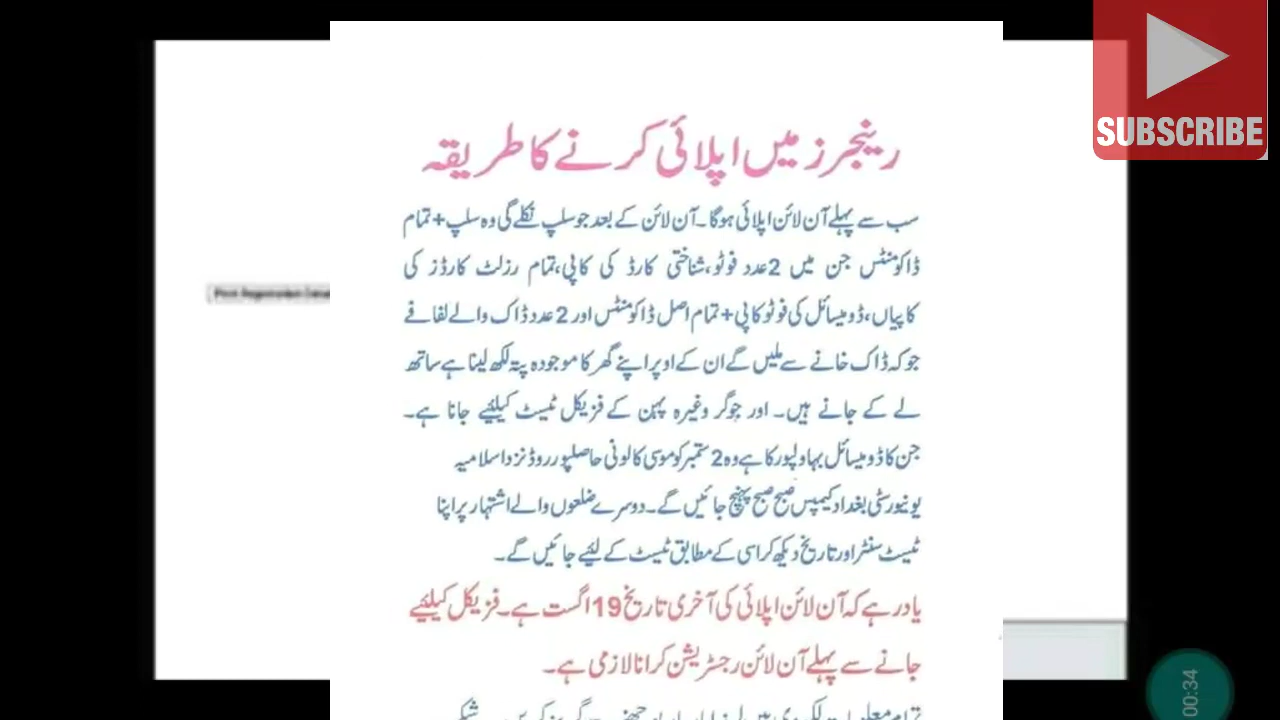 SUBSCRIBE
رینجرز میں اپلائی کرنے کا طریقہ
سب سے پہلے آن لائن اپلائی ہوگا۔ آن لائن کے بعد جو سلپ نکلے گی وہ سلپ + تمام
ڈاکومنٹس جن میں 2 عدد فوٹو، شناختی کارڈ کی کاپی، تمام رزلٹ کارڈز کی
کاپیاں، ڈومیسائل کی فوٹو کاپی + تمام اصل ڈاکومنٹس اور 2 عدد ڈاک والے لفافے
جو کہ ڈاک خانے سے ملیں گے ان کے اوپر اپنے گھر کا موجودہ پتہ لکھ لینا ہے ساتھ
لے کے جانے ہیں۔ اور جوگر وغیرہ پہن کے فزیکل ٹیسٹ کیلئیے جانا ہے۔
جن کا ڈومیسائل بہاولپور کا ہے وہ 2 ستمبر کو موسی کالونی حاصلپور روڈ نزد اسلامیہ
یونیورسٹی بغداد کیمپس صبح صبح پہنچ جائیں گے۔ دوسرے ضلعوں والے اشتہار پر اپنا
ٹیسٹ سنٹر اور تاریخ دیکھ کر اسی کے مطابق ٹیسٹ کے لئیے جائیں گے۔
یاد رہے کہ آن لائن اپلائی کی آخری تاریخ 19 اگست ہے۔ فزیکل کیلئیے
جانے سے پہلے آن لائن رجسٹریشن کرانا لازمی ہے۔
00:34